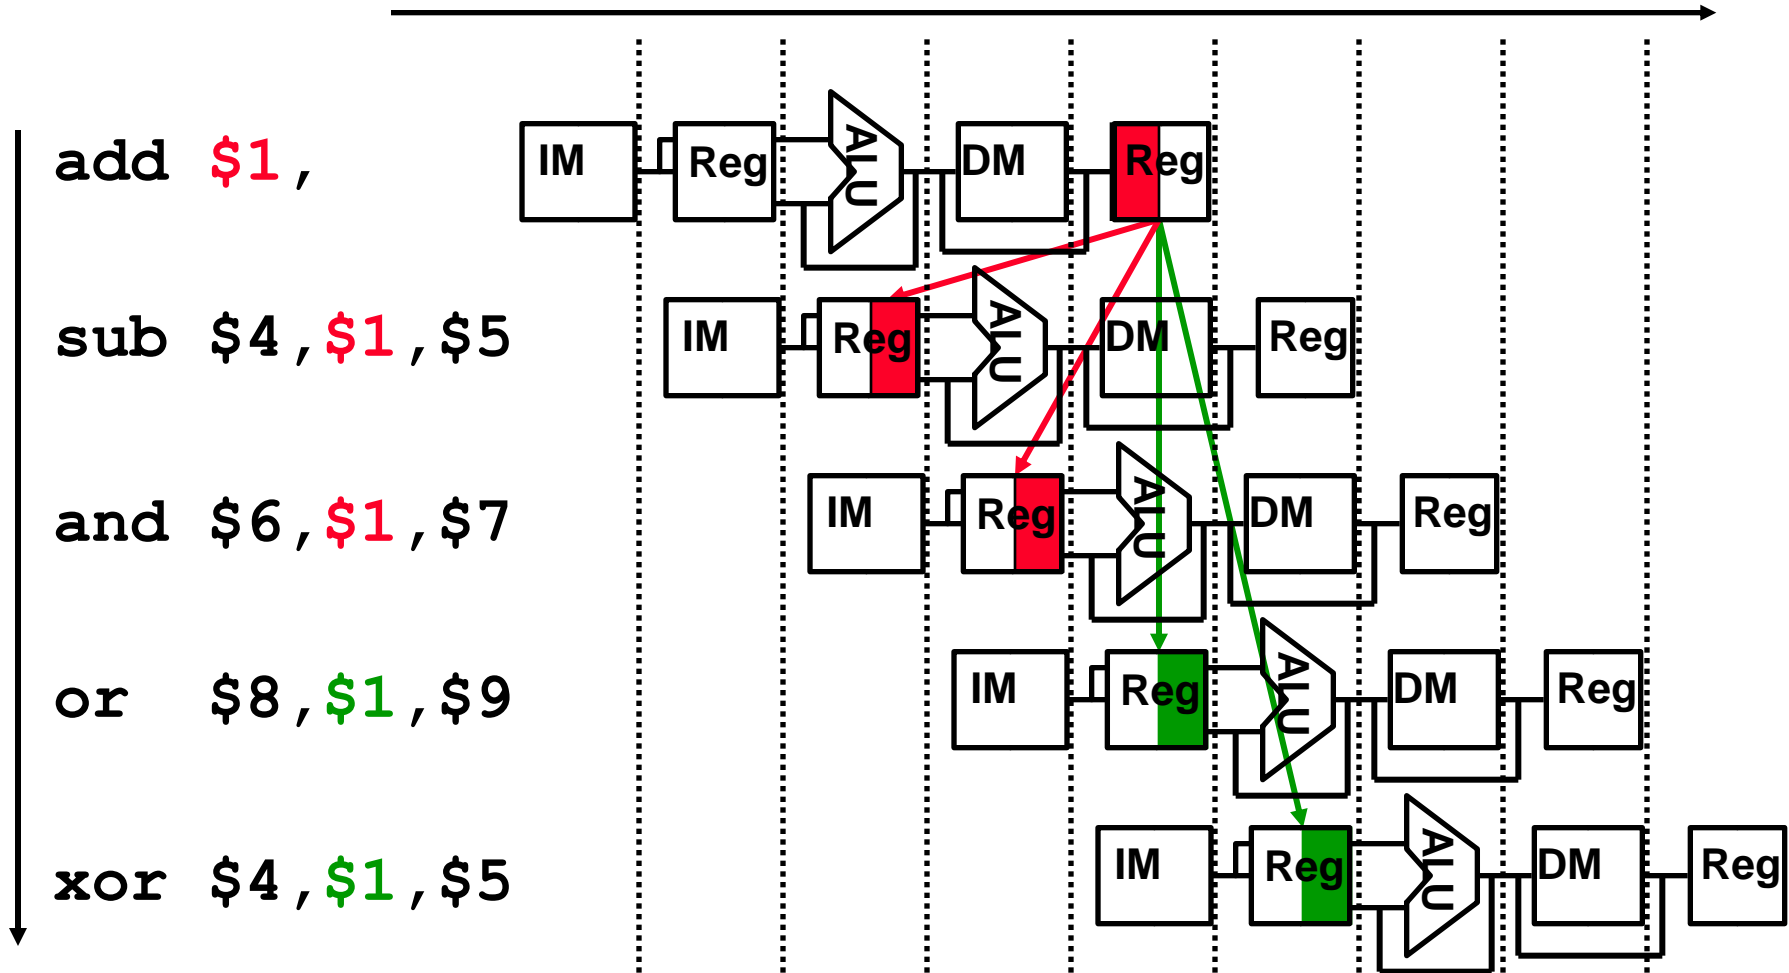 add $1, IM Reg ALU DM Reg
sub $4,$1,$5 IM Reg ALU DM Reg
and $6,$1,$7 IM Reg ALU DM Reg
or $8,$1,$9 IM Reg ALU DM Reg
xor $4,$1,$5 IM Reg ALU DM Reg